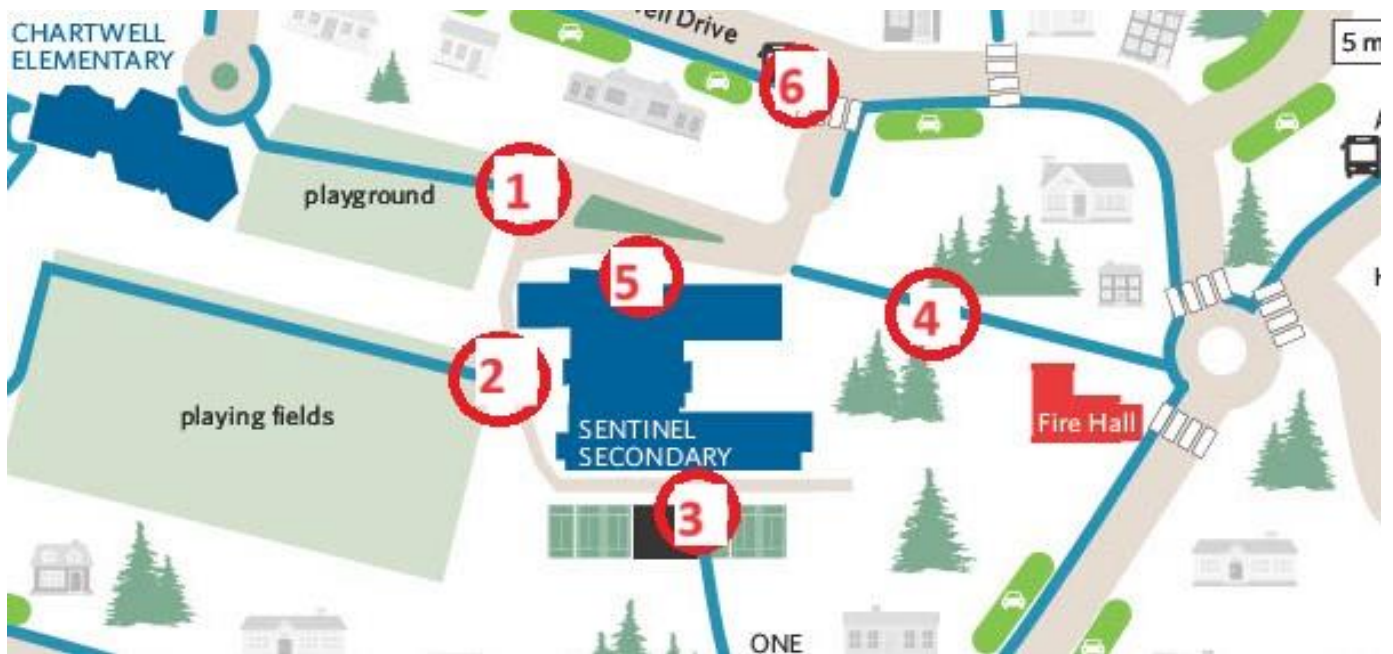 CHARTWELL
ELEMENTARY
Drive
5 m
6
1
playground
5
4
2
playing fields
SENTINEL
SECONDARY
Fire Hall
3
ONE